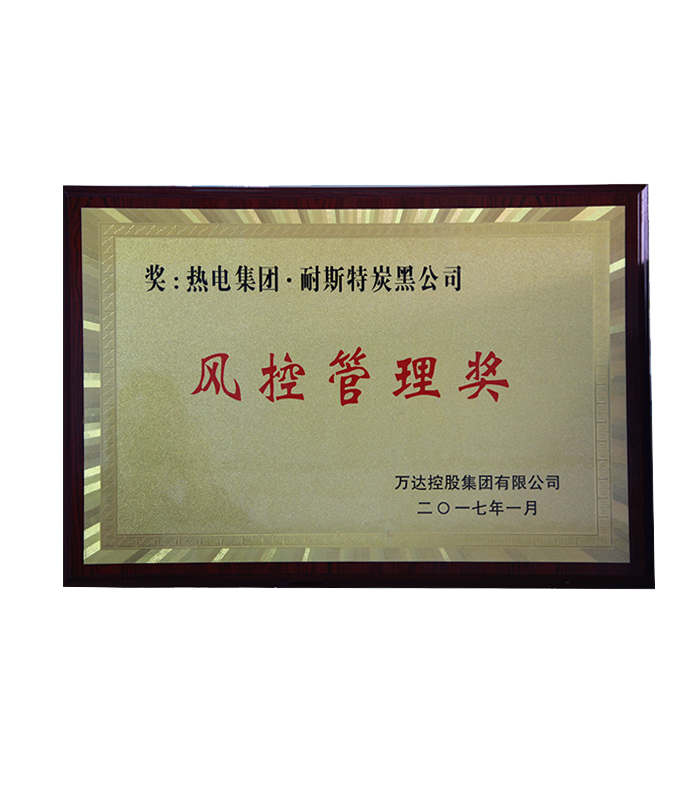 奖:热电集团·耐斯特炭黑公司
风控管理奖
万达控股集团有限公司
二〇一七年一月